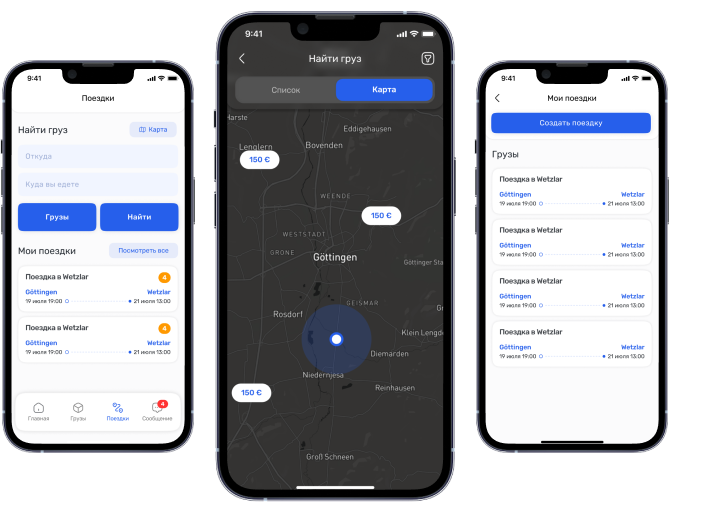 9:41
Поездки
Найти груз
Карта
Откуда
Куда вы едете
Грузы
Найти
Мои поездки
Посмотреть все
Поездка в Wetzlar
4
Göttingen
Wetzlar
19 июля 19:00
21 июля 13:00
Поездка в Wetzlar
4
Göttingen
Wetzlar
19 июля 19:00
21 июля 13:00
4
Главная
Грузы
Поездки
Сообщение
9:41
Найти груз
Список
Карта
Harste
Eddigehausen
Lenglern
Bovenden
150 €
WEENDE
150 €
WESTSTADT
GRONE
Göttingen
Göttinger Sta
GEISMAR
Gr
Rosdorf
Klein Lengd
Diemarden
Niedernjesa
Reinhausen
150 €
Groß Schneen
9:41
Мои поездки
Создать поездку
Грузы
Поездка в Wetzlar
Göttingen
Wetzlar
19 июля 19:00
21 июля 13:00
Поездка в Wetzlar
Göttingen
Wetzlar
19 июля 19:00
21 июля 13:00
Поездка в Wetzlar
Göttingen
Wetzlar
19 июля 19:00
21 июля 13:00
Поездка в Wetzlar
Göttingen
Wetzlar
19 июля 19:00
21 июля 13:00